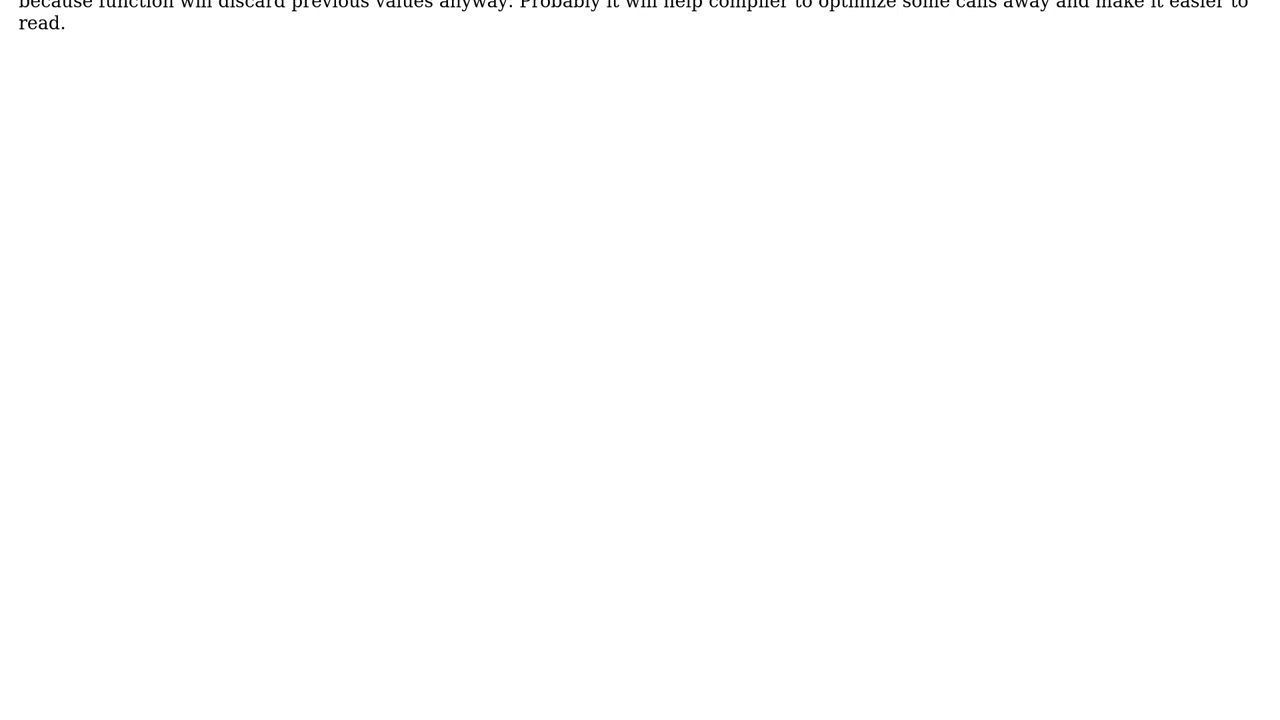 because function will discard previous values anyway. Probably it will help compiler to optimize some calls away and make it easier to
read.